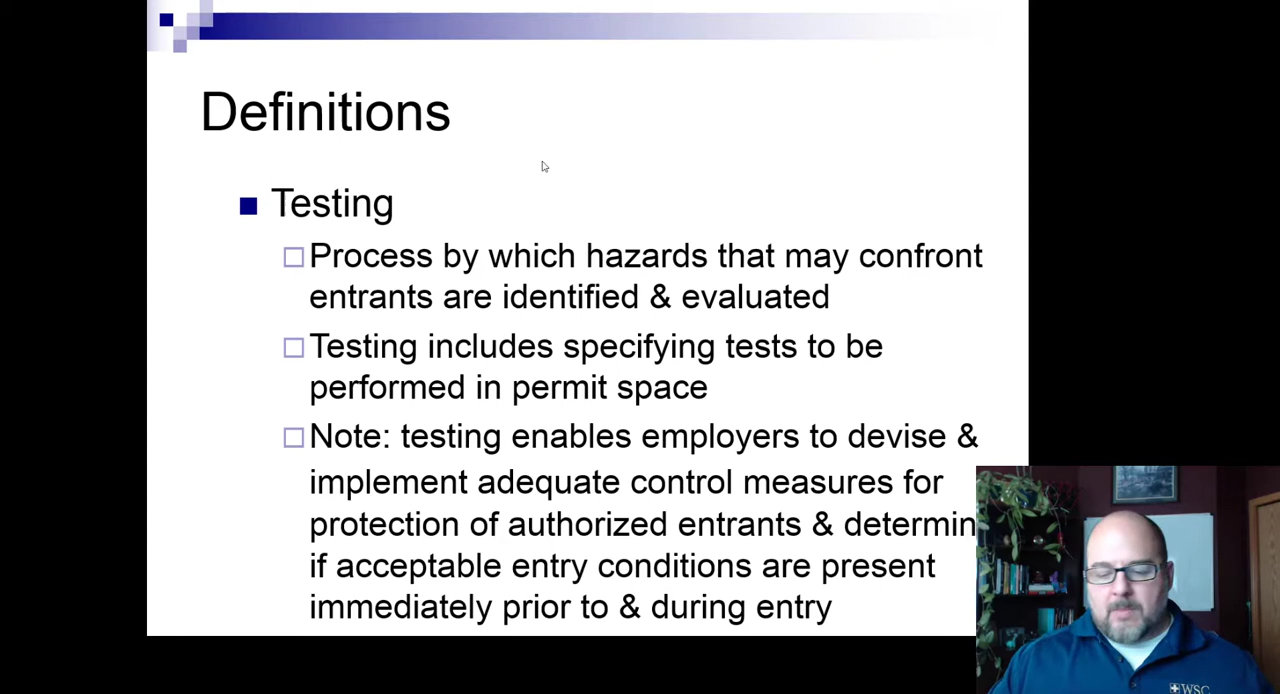 Definitions
Testing
Process by which hazards that may confront
entrants are identified & evaluated
Testing includes specifying tests to be
performed in permit space
Note: testing enables employers to devise &
implement adequate control measures for
protection of authorized entrants & determin
if acceptable entry conditions are present
immediately prior to & during entry
WSC